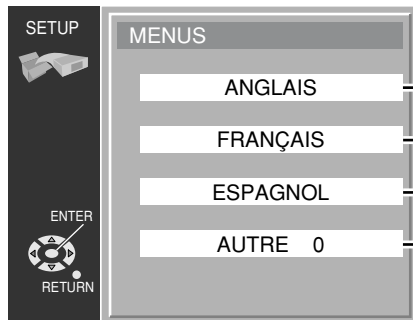 SETUP
MENUS
ANGLAIS
FRANÇAIS
ESPAGNOL
AUTRE 0
ENTER
RETURN